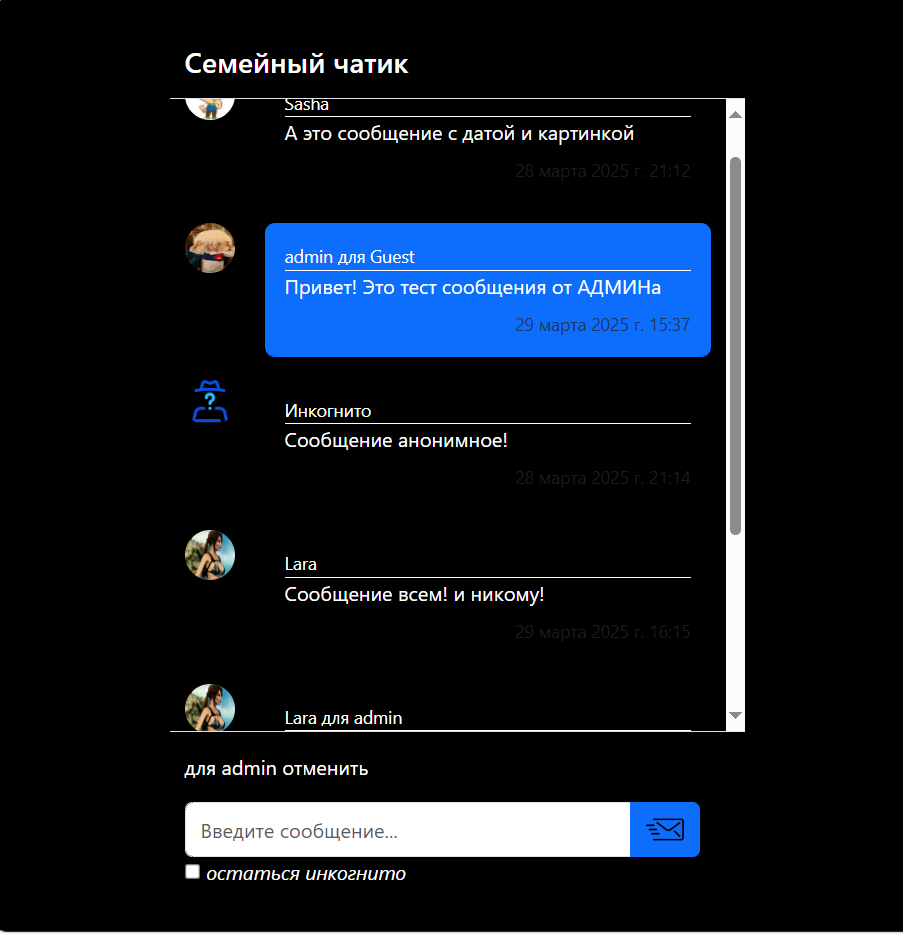 Семейный чатик
Sasha
А это сообщение с датой и картинкой
28 марта 2025 г. 21:12
admin для Guest
Привет! Это тест сообщения от АДМИНа
29 марта 2025 г. 15:37
Инкогнито
Сообщение анонимное!
28 марта 2025 г. 21:14
Lara
Сообщение всем! и никому!
29 марта 2025 г. 16:15
Lara для admin
для admin отменить
Введите сообщение...
остаться инкогнито